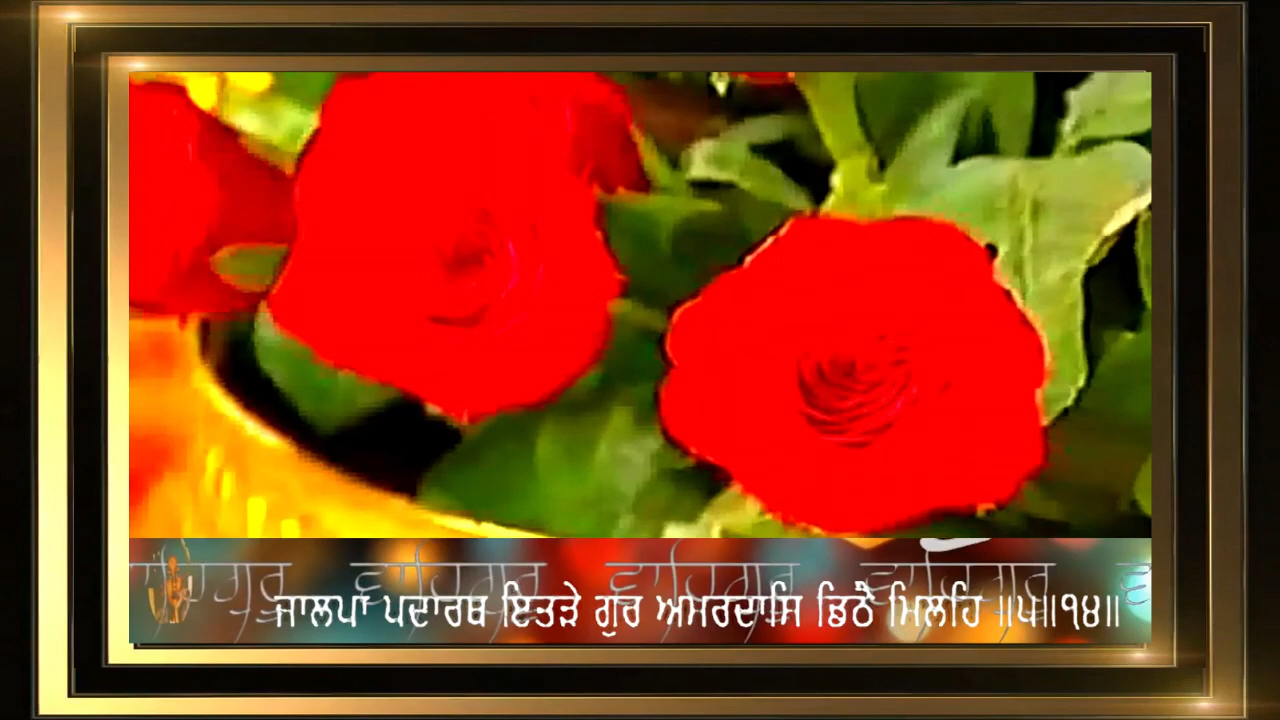 ਵਾਹਿਗੁਰੂ ਵਾਹਿਗੁਰੂ ਵਾਹਿਗੁਰੂ ਵਾਹਿਗੁਰੂ
ਜਾਲਪਾ ਪਦਾਰਥ ਇਤੜੇ ਗੁਰ ਅਮਰਦਾਸਿ ਡਿਠੈ ਮਿਲਹਿ ॥੫॥੧੪॥